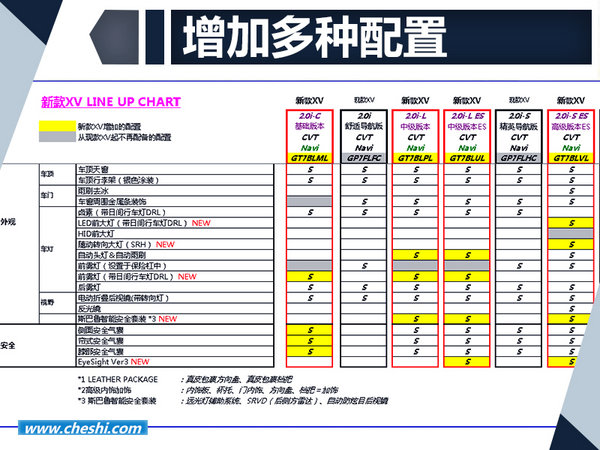 增加多种配置
新款XV LINE UP CHART
新款XV增加的配置
从现款XV起不再配备的配置
新款XV 现款XV 新款XV 新款XV 现款XV 新款XV
2.0i-C 2.0i 2.0i-L 2.0i-L ES 2.0i-S 2.0i-S ES
基础版本 舒适导航版 中级版本 中级版本ES 精英导航版 高级版本ES
CVT CVT CVT CVT CVT CVT
Navi Navi Navi Navi Navi Navi
GT7BLML GP7FLFC GT7BLPL GT7BLUL GP7FLHC GT7BLVL
外观
车顶
车顶天窗 S S S S S S
车顶行李架（银色涂装） S S S S S S
车门
雨刷去冰 S S S S S
车窗周围金属条装饰 S S S S S
车灯
卤素（带日间行车灯DRL） S S S S S
LED前大灯（带日间行车灯DRL）NEW S
HID前大灯
随动转向大灯（SRH）NEW S
自动头灯＆自动雨刷 S S S S
前雾灯（设置于保险杠中） S S
前雾灯（带日间行车灯DRL）NEW S S S S
后雾灯 S S S S S S
视野
电动折叠后视镜(带转向灯) S S S S S S
反光镜 S S
斯巴鲁智能安全套装 *3 NEW S S S
安全
侧面安全气囊 S S S S S S
帘式安全气囊 S S S S S S
膝部安全气囊 S S S S S S
EyeSight Ver3 NEW S S
*1 LEATHER PACKAGE ：真皮包裹方向盘、真皮包裹档把
*2高级内饰加饰 ：内饰板、杯托、门内饰、方向盘、档把=加饰
*3 斯巴鲁智能安全套装 ：远光灯辅助系统、SRVD（后侧方雷达）、自动防炫目后视镜
www.cheshi.com